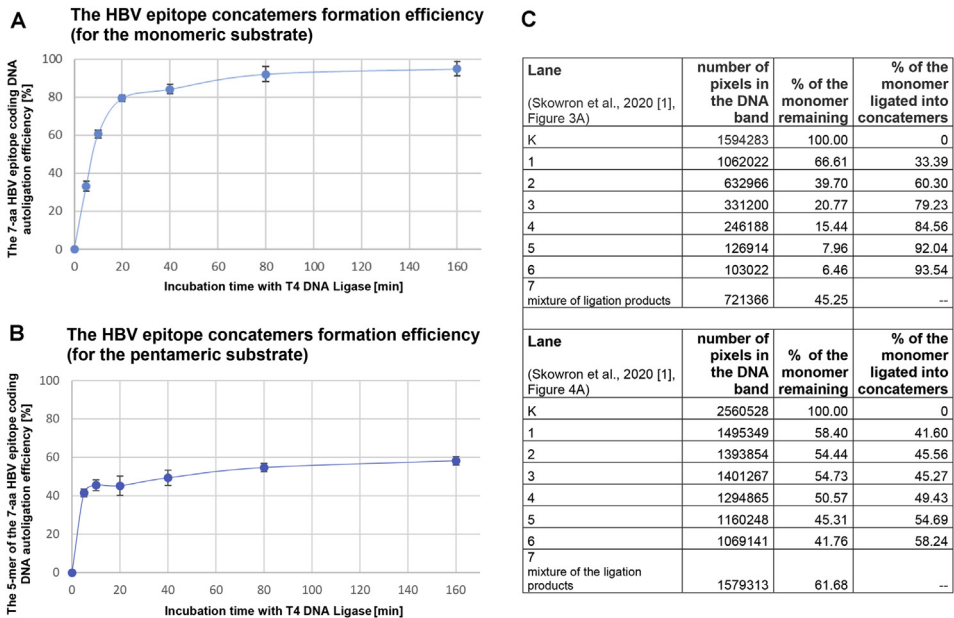 A
The HBV epitope concatemers formation efficiency
(for the monomeric substrate)
The 7-aa HBV epitope coding DNA
autoligation efficiency [%]
100
80
60
40
20
0
0 20 40 60 80 100 120 140 160
Incubation time with T4 DNA Ligase [min]
B
The HBV epitope concatemers formation efficiency
(for the pentameric substrate)
The 5-mer of the 7-aa HBV epitope coding
DNA autoligation efficiency [%]
100
80
60
40
20
0
0 20 40 60 80 100 120 140 160
Incubation time with T4 DNA Ligase [min]
C
Lane
(Skowron et al., 2020 [1],
Figure 3A)
number of
pixels in
the DNA
band
% of the
monomer
remaining
% of the
monomer
ligated into
concatemers
K 1594283 100.00 0
1 1062022 66.61 33.39
2 632966 39.70 60.30
3 331200 20.77 79.23
4 246188 15.44 84.56
5 126914 7.96 92.04
6 103022 6.46 93.54
7
mixture of ligation products 721366 45.25 --
Lane
(Skowron et al., 2020 [1],
Figure 4A)
number of
pixels in
the DNA
band
% of the
monomer
remaining
% of the
monomer
ligated into
concatemers
K 2560528 100.00 0
1 1495349 58.40 41.60
2 1393854 54.44 45.56
3 1401267 54.73 45.27
4 1294865 50.57 49.43
5 1160248 45.31 54.69
6 1069141 41.76 58.24
7
mixture of the ligation
products 1579313 61.68 --